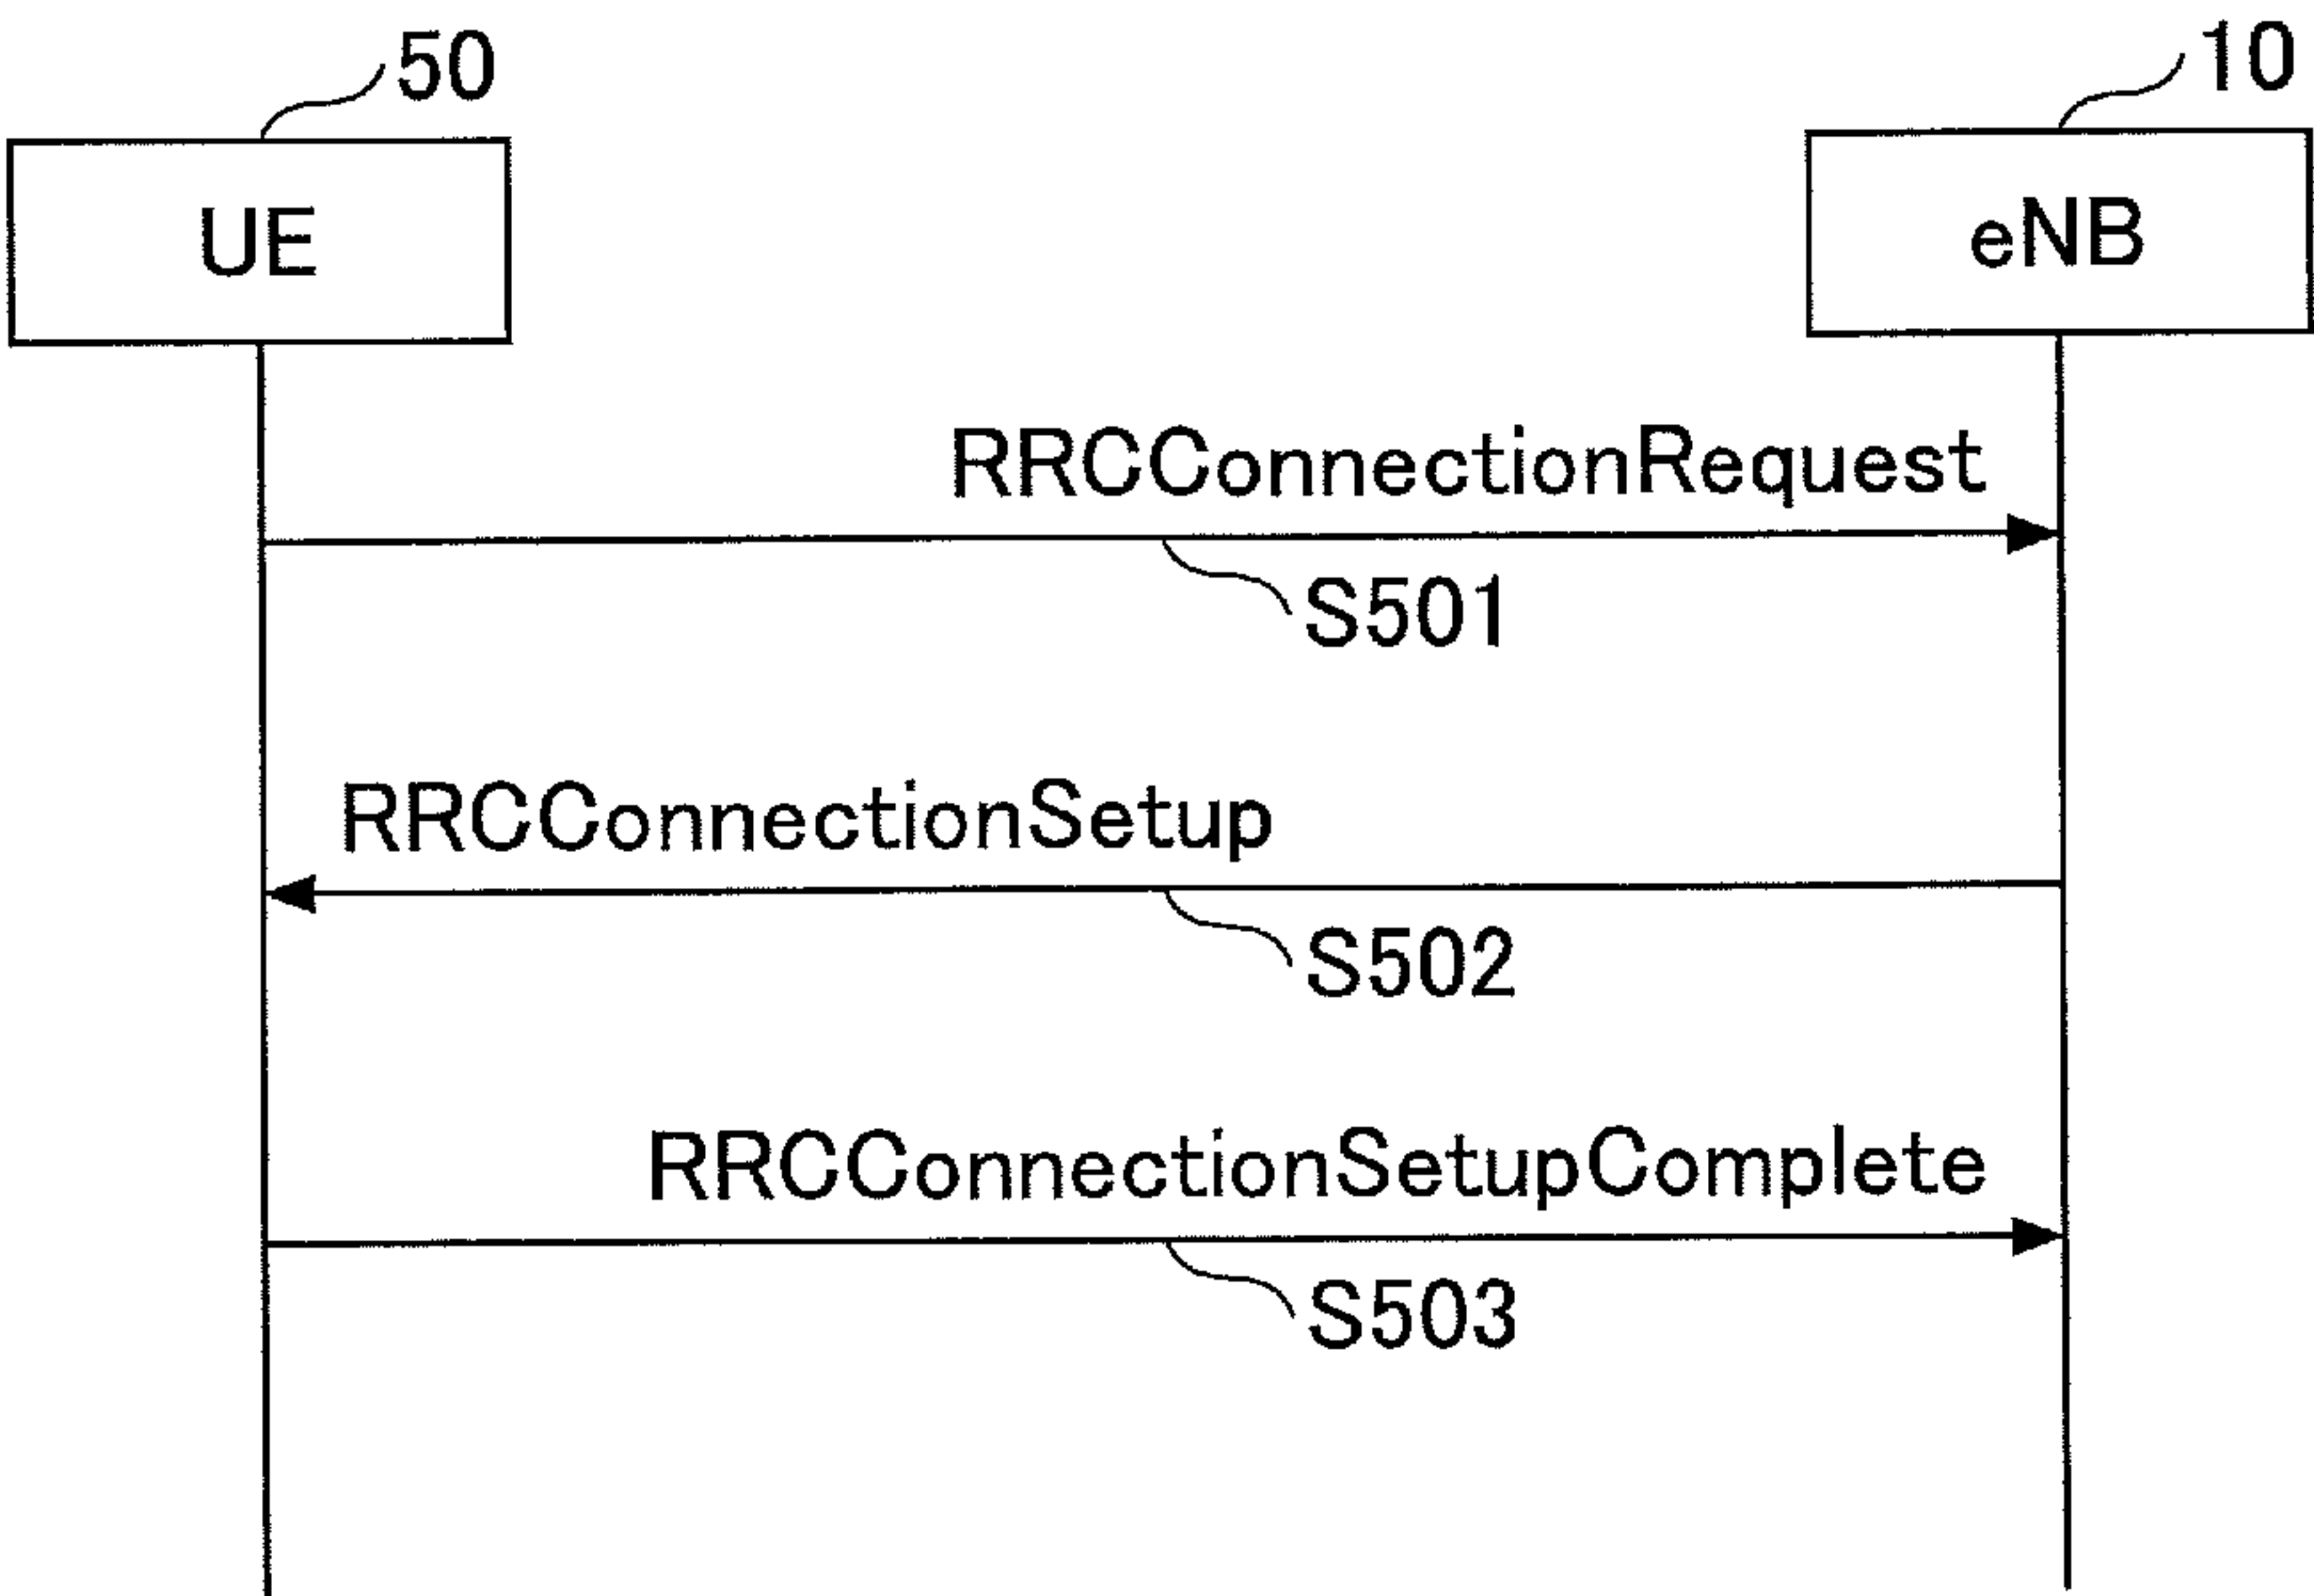 50
10
UE
eNB
RRCConnectionRequest
S501
RRCConnectionSetup
S502
RRCConnectionSetupComplete
S503